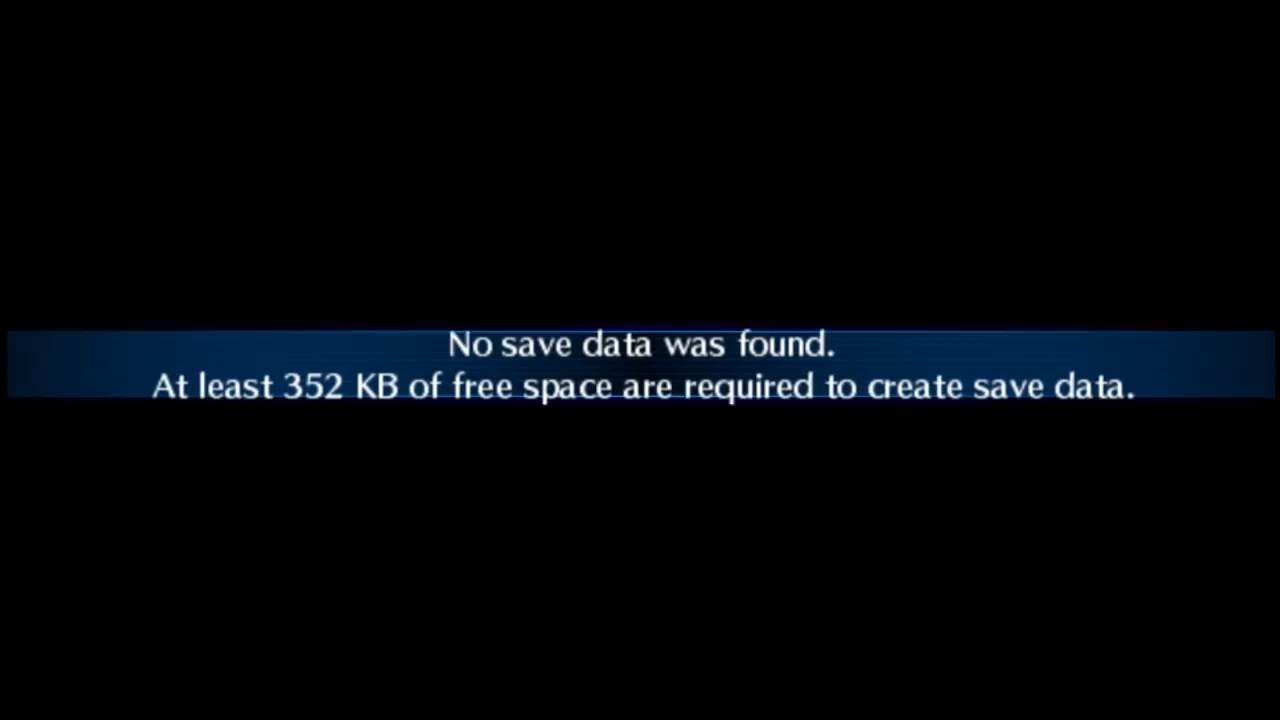 No save data was found.
At least 352 KB of free space are required to create save data.